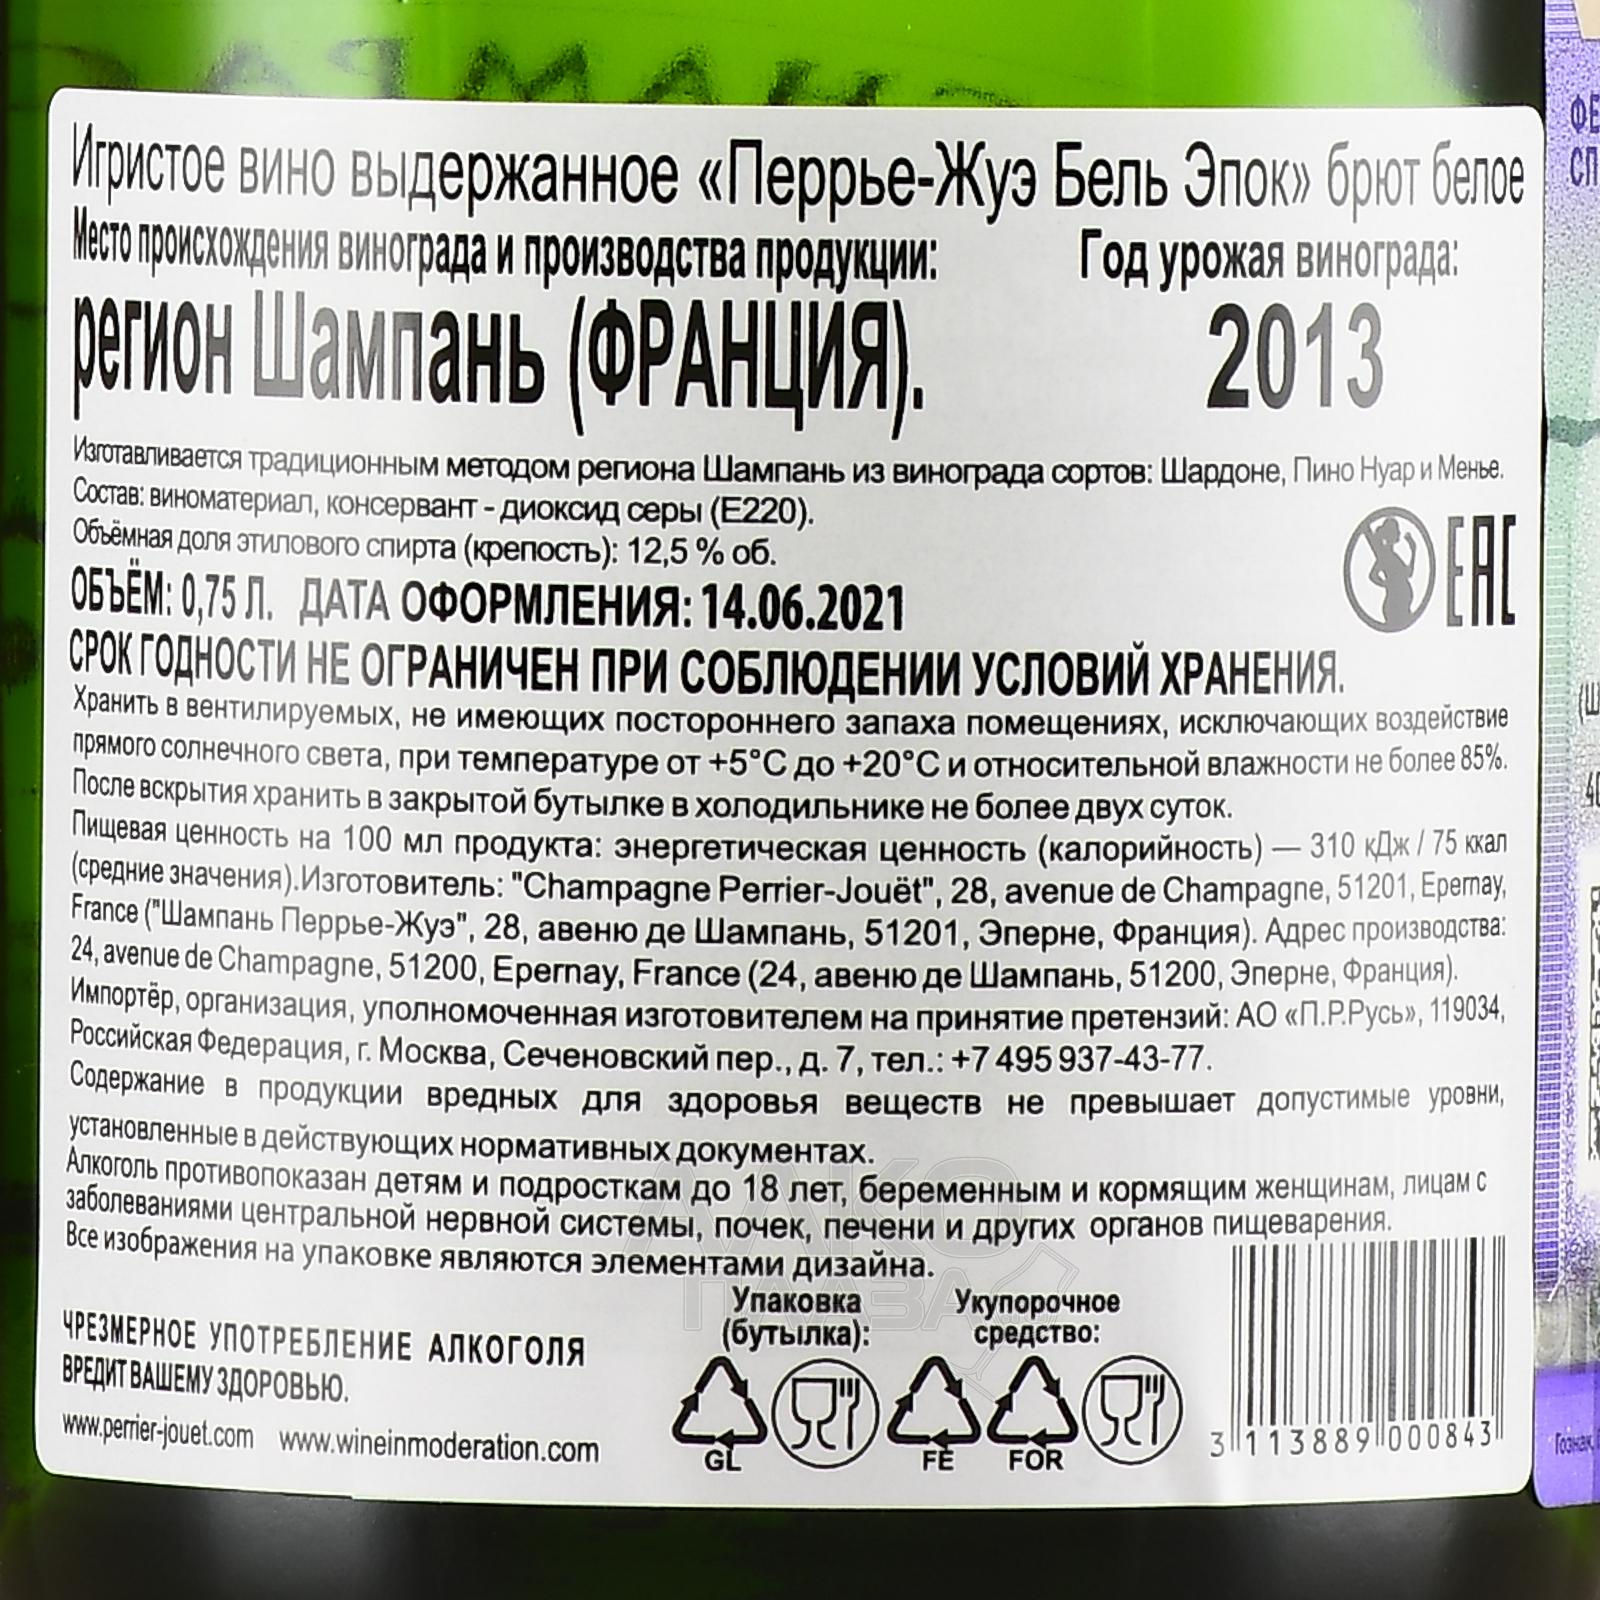 Игристое вино выдержанное «Перрье-Жуэ Бель Эпок» брют белое
Место происхождения винограда и производства продукции:
регион Шампань (ФРАНЦИЯ).
Год урожая винограда:
2013
Изготавливается традиционным методом региона Шампань из винограда сортов: Шардоне, Пино Нуар и Менье.
Состав: виноматериал, консервант - диоксид серы (Е220).
Объёмная доля этилового спирта (крепость): 12,5 % об.
ОБЪЁМ: 0,75 Л. ДАТА ОФОРМЛЕНИЯ: 14.06.2021
EAC
СРОК ГОДНОСТИ НЕ ОГРАНИЧЕН ПРИ СОБЛЮДЕНИИ УСЛОВИЙ ХРАНЕНИЯ.
Хранить в вентилируемых, не имеющих постороннего запаха помещениях, исключающих воздействие
прямого солнечного света, при температуре от +5°С до +20°С и относительной влажности не более 85%.
После вскрытия хранить в закрытой бутылке в холодильнике не более двух суток.
Пищевая ценность на 100 мл продукта: энергетическая ценность (калорийность) — 310 кДж / 75 ккал
(средние значения).Изготовитель: "Champagne Perrier-Jouët", 28, avenue de Champagne, 51201, Epernay,
France ("Шампань Перрье-Жуэ", 28, авеню де Шампань, 51201, Эперне, Франция). Адрес производства:
24, avenue de Champagne, 51200, Epernay, France (24, авеню де Шампань, 51200, Эперне, Франция).
Импортёр, организация, уполномоченная изготовителем на принятие претензий: АО «П.Р.Русь», 119034,
Российская Федерация, г. Москва, Сеченовский пер., д. 7, тел.: +7 495 937-43-77.
Содержание в продукции вредных для здоровья веществ не превышает допустимые уровни,
установленные в действующих нормативных документах.
Алкоголь противопоказан детям и подросткам до 18 лет, беременным и кормящим женщинам, лицам с
заболеваниями центральной нервной системы, почек, печени и других органов пищеварения.
Все изображения на упаковке являются элементами дизайна.
ЧРЕЗМЕРНОЕ УПОТРЕБЛЕНИЕ АЛКОГОЛЯ
ВРЕДИТ ВАШЕМУ ЗДОРОВЬЮ.
www.perrier-jouet.com www.wineinmoderation.com
Упаковка
(бутылка):
Укупорочное
средство:
GL
FE
FOR
3 113889 000843
АЛКО
ПЛАЗА